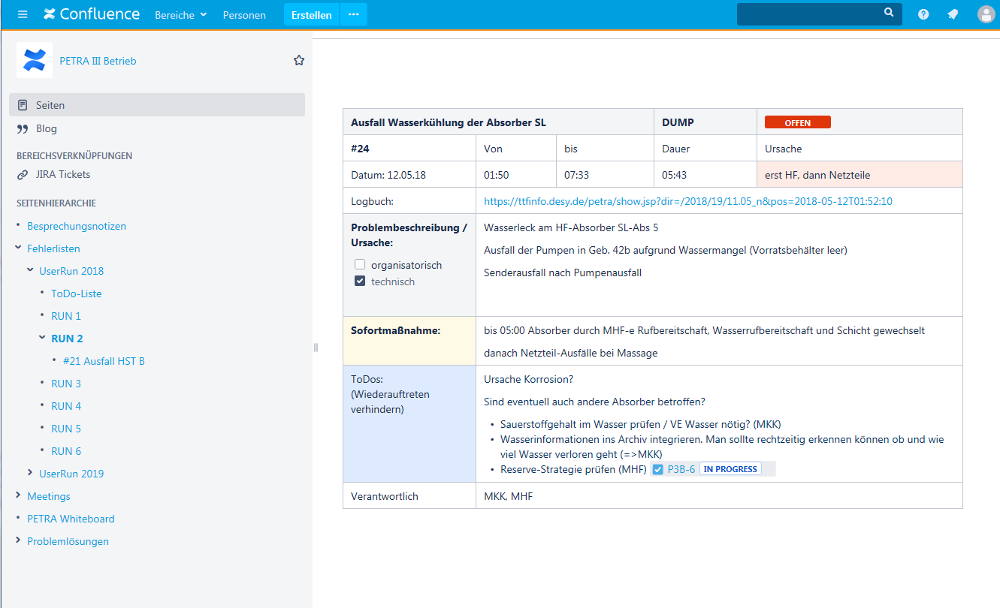 Confluence Bereiche Personen Erstellen ···
PETRA III Betrieb
Seiten
Blog
BEREICHSVERKNÜPFUNGEN
JIRA Tickets
SEITENHIERARCHIE
Besprechungsnotizen
Fehlerlisten
UserRun 2018
ToDo-Liste
RUN 1
RUN 2
#21 Ausfall HST B
RUN 3
RUN 4
RUN 5
RUN 6
UserRun 2019
Meetings
PETRA Whiteboard
Problemlösungen
Ausfall Wasserkühlung der Absorber SL DUMP OFFEN
#24 Von bis Dauer Ursache
Datum: 12.05.18 01:50 07:33 05:43 erst HF, dann Netzteile
Logbuch: https://ttfinfo.desy.de/petra/show.jsp?dir=/2018/19/11.05_n&pos=2018-05-12T01:52:10
Problembeschreibung /
Ursache:
organisatorisch
technisch
Wasserleck am HF-Absorber SL-Abs 5
Ausfall der Pumpen in Geb. 42b aufgrund Wassermangel (Vorratsbehälter leer)
Senderausfall nach Pumpenausfall
Sofortmaßnahme:
bis 05:00 Absorber durch MHF-e Rufbereitschaft, Wasserrufbereitschaft und Schicht gewechselt
danach Netzteil-Ausfälle bei Massage
ToDos:
(Wiederauftreten
verhindern)
Ursache Korrosion?
Sind eventuell auch andere Absorber betroffen?
• Sauerstoffgehalt im Wasser prüfen / VE Wasser nötig? (MKK)
• Wasserinformationen ins Archiv integrieren. Man sollte rechtzeitig erkennen können ob und wie
viel Wasser verloren geht (=>MKK)
• Reserve-Strategie prüfen (MHF) P3B-6 IN PROGRESS
Verantwortlich MKK, MHF